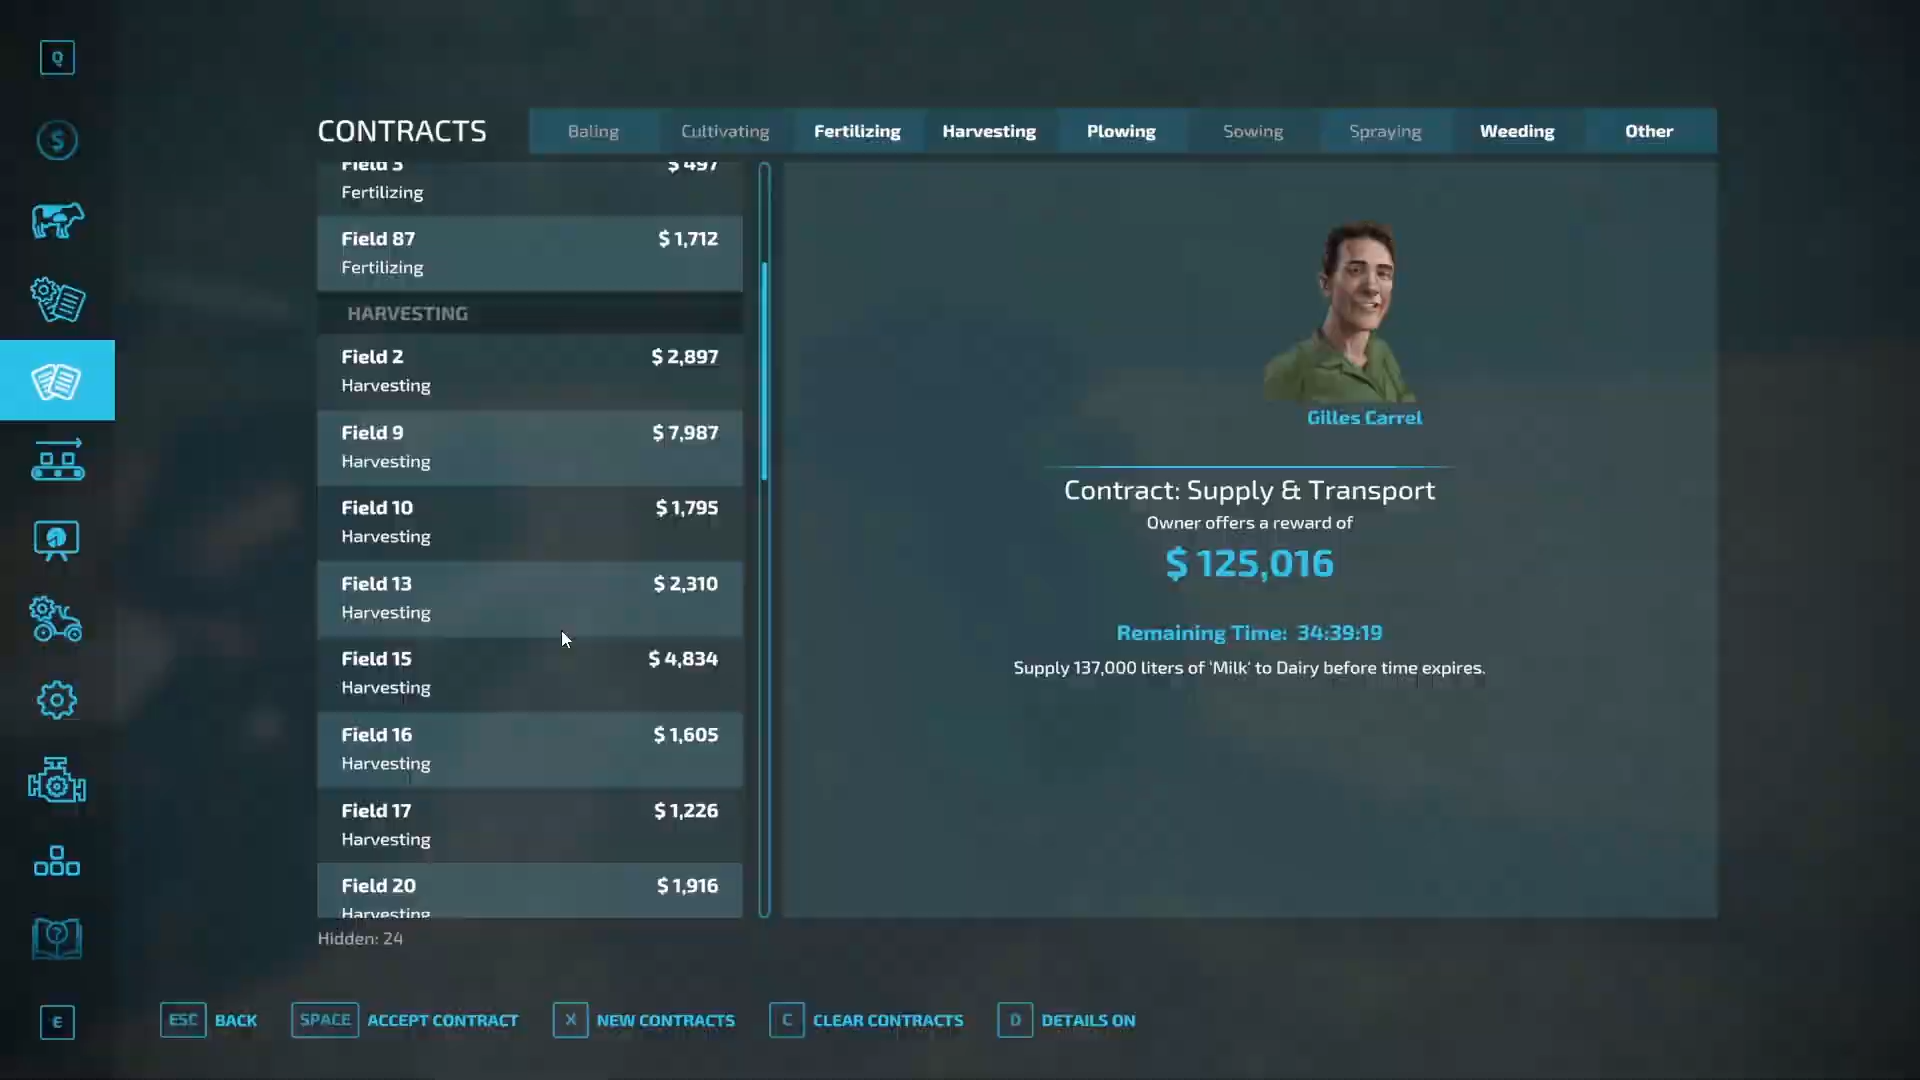 Q
CONTRACTS
Baling Cultivating Fertilizing Harvesting Plowing Sowing Spraying Weeding Other
Field 3 $ 497
Fertilizing
Field 87 $ 1,712
Fertilizing
HARVESTING
Field 2 $ 2,897
Harvesting
Field 9 $ 7,987
Harvesting
Field 10 $ 1,795
Harvesting
Field 13 $ 2,310
Harvesting
Field 15 $ 4,834
Harvesting
Field 16 $ 1,605
Harvesting
Field 17 $ 1,226
Harvesting
Field 20 $ 1,916
Harvesting
Hidden: 24
Gilles Carrel
Contract: Supply & Transport
Owner offers a reward of
$ 125,016
Remaining Time: 34:39:19
Supply 137,000 liters of 'Milk' to Dairy before time expires.
E
ESC BACK SPACE ACCEPT CONTRACT X NEW CONTRACTS C CLEAR CONTRACTS D DETAILS ON